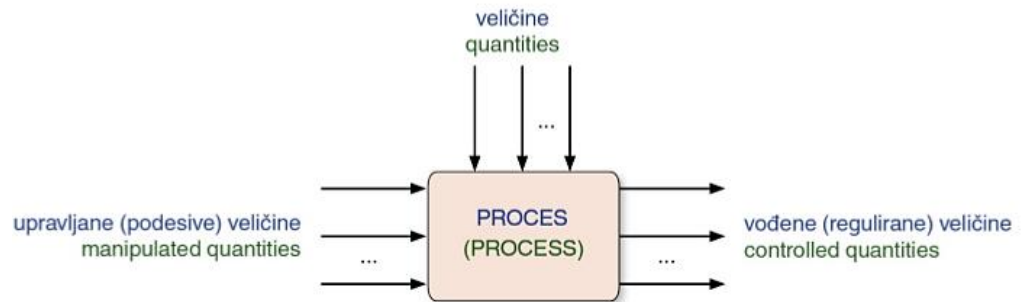 veličine
quantities
...
upravljane (podesive) veličine
manipulated quantities
...
PROCES
(PROCESS)
...
vođene (regulirane) veličine
controlled quantities